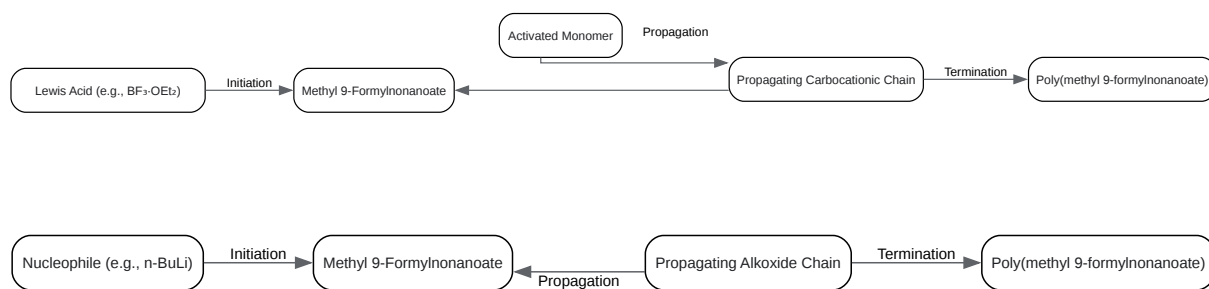 Activated Monomer
Propagation
Lewis Acid (e.g., BF₃·OEt₂)
Initiation
Methyl 9-Formylnonanoate
Propagating Carbocationic Chain
Termination
Poly(methyl 9-formylnonanoate)
Nucleophile (e.g., n-BuLi)
Initiation
Methyl 9-Formylnonanoate
Propagation
Propagating Alkoxide Chain
Termination
Poly(methyl 9-formylnonanoate)